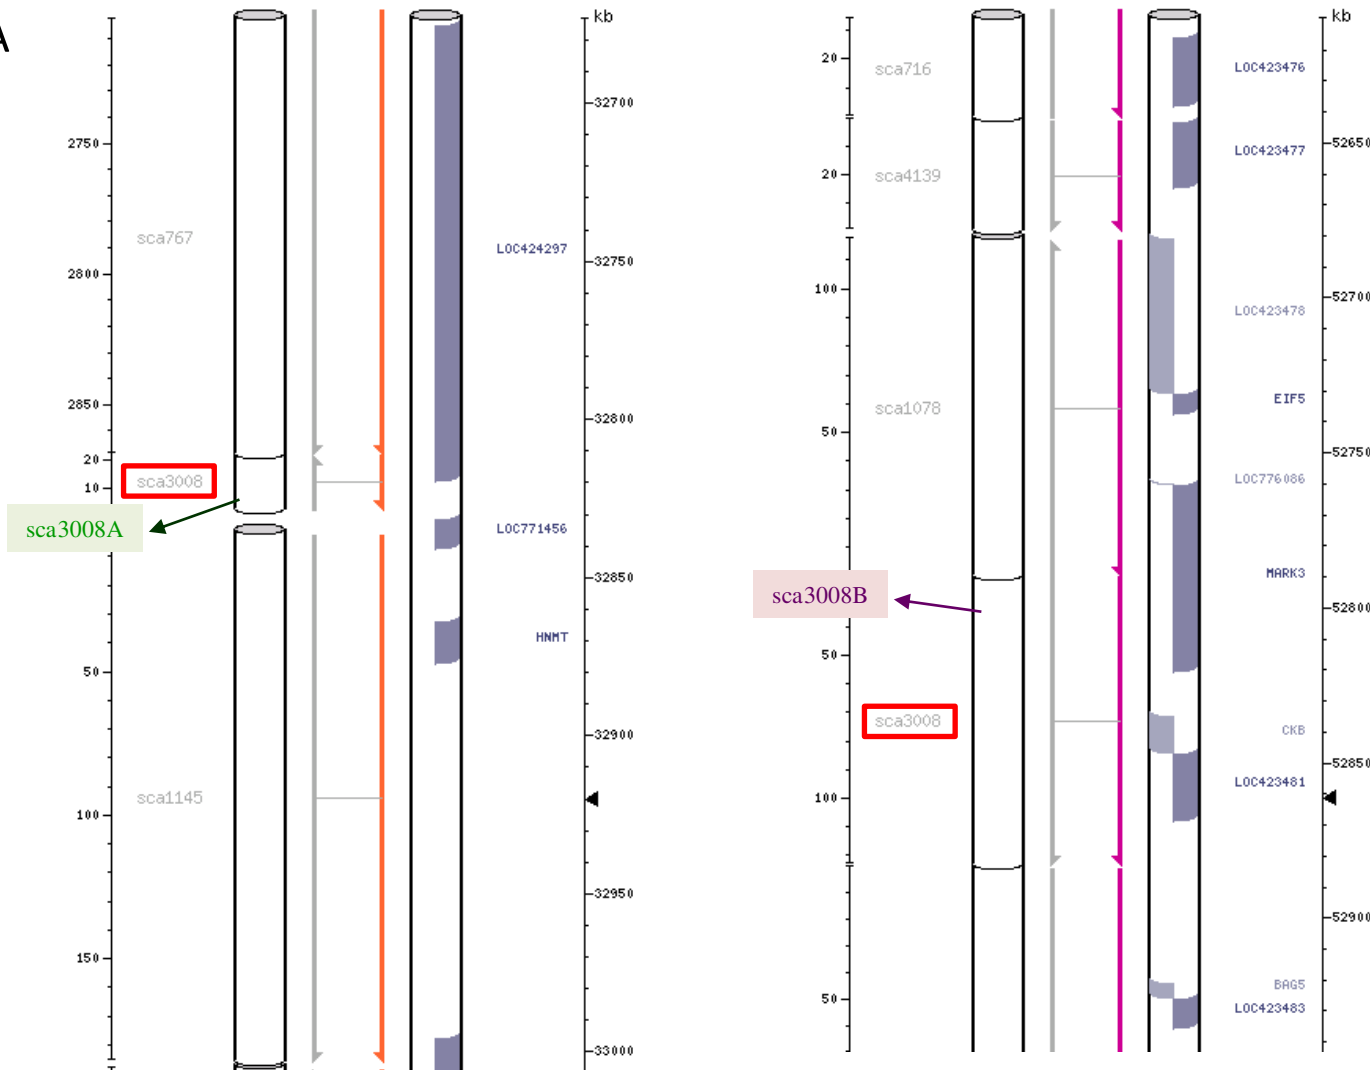 A
kb
32700
2750
sca767
LOC424297
32750
2800
2850
32800
20
sca3008
10
sca3008A
LOC771456
32850
HNMT
50
32900
sca1145
100
32950
150
33000
kb
20
sca716
LOC423476
52650
LOC423477
20
sca4139
100
52700
LOC423478
EIF5
sca1078
50
52750
LOC776086
MARK3
sca3008B
52800
50
sca3008
CKB
52850
LOC423481
100
52900
BAG5
50
LOC423483